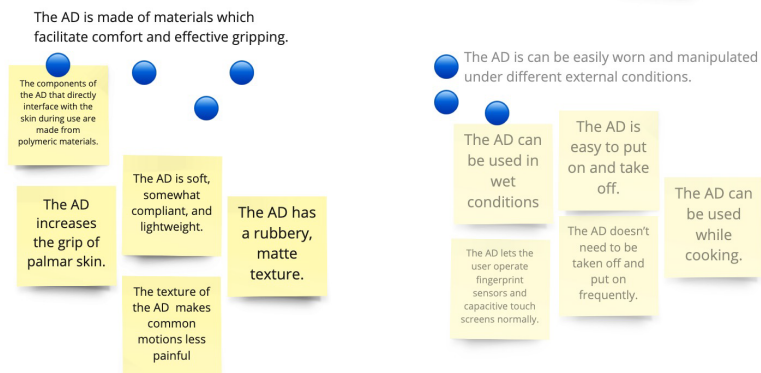 The AD is made of materials which
facilitate comfort and effective gripping.
The components of
the AD that directly
interface with the
skin during use are
made from
polymeric materials.
The AD
increases
the grip of
palmar skin.
The AD is soft,
somewhat
compliant, and
lightweight.
The AD has
a rubbery,
matte
texture.
The texture of
the AD makes
common
motions less
painful
The AD is can be easily worn and manipulated
under different external conditions.
The AD can
be used in
wet
conditions
The AD is
easy to put
on and take
off.
The AD can
be used
while
cooking.
The AD lets the
user operate
fingerprint
sensors and
capacitive touch
screens normally.
The AD doesn't
need to be
taken off and
put on
frequently.